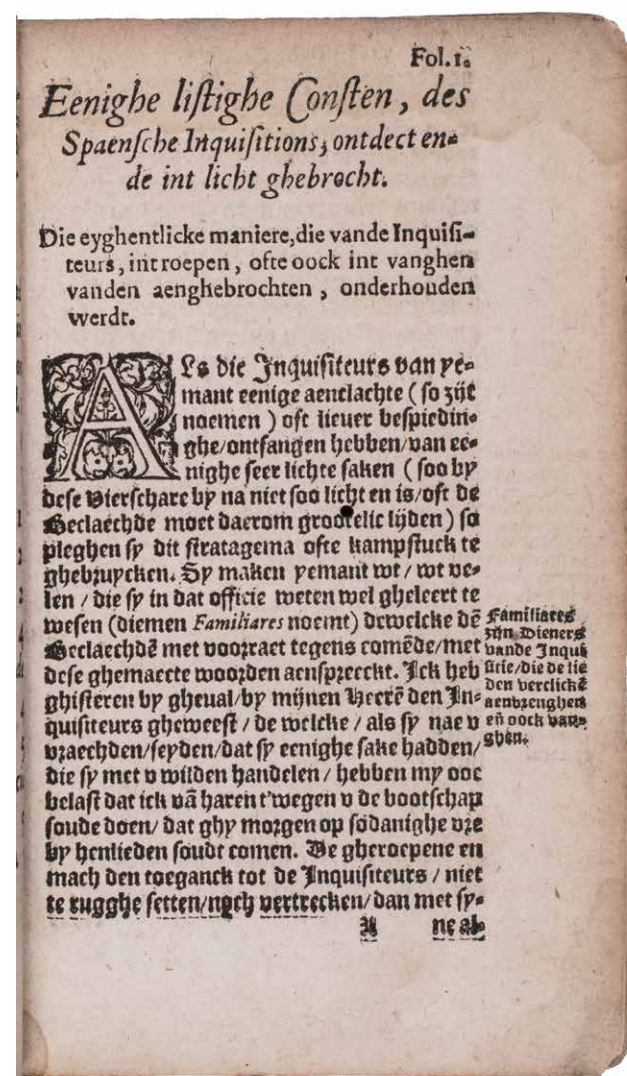 Fol. 1.
Eenighe listighe Consten, des
Spaensche Inquisitions, ontdect en=
de int licht ghebrocht.
Die eyghentlicke maniere, die vande Inquisi-
teurs, int roepen, ofte oock int vanghen
vanden aenghebrochten, onderhouden
werdt.
ALs die Inquisiteurs van ye=
mant eenige aenclachte (so zijt
noemen) oft liever bespiedin=
ghe/ontfangen hebben/van ee=
nighe seer lichte saken (soo by
dese Vierschare by na niet soo licht en is/oft de
Beclaechde moet daerom grootelic lijden) so
pleghen sy dit stratagema ofte kampstuck te
ghebruycken. Sy maken yemant wt/ wt ve=
len / die sy in dat officie weten wel gheleert te
wesen (diemen Familiares noemt) dewelcke dē
Beclaechdē met voorraet tegens comēde/met
dese ghemaecte woorden aenspreeckt. Ick heb
ghisteren by gheval/by mijnen Heerē den In=
quisiteurs gheweest / de welcke / als sy nae v
vraechden/seyden/dat sy eenighe sake hadden/
die sy met v wilden handelen / hebben my ooc
belast dat ick vā haren t'wegen v de bootschap
soude doen/ dat ghy morgen op sodanighe vre
by henlieden soudt comen. De gheroepene en
mach den toeganck tot de Inquisiteurs / niet
te rugghe setten/noch vertrecken/dan met sy=
A ne al=
Familiares
zijn Dieners
vande Inqui
sitie/die de lie
den verclickē
aenbrenghen
eñ oock van=
ghen.